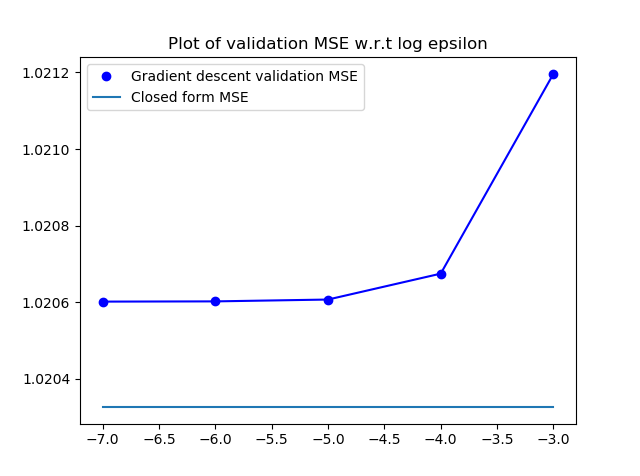 Plot of validation MSE w.r.t log epsilon
Gradient descent validation MSE
Closed form MSE
1.0212
1.0210
1.0208
1.0206
1.0204
−7.0 −6.5 −6.0 −5.5 −5.0 −4.5 −4.0 −3.5 −3.0